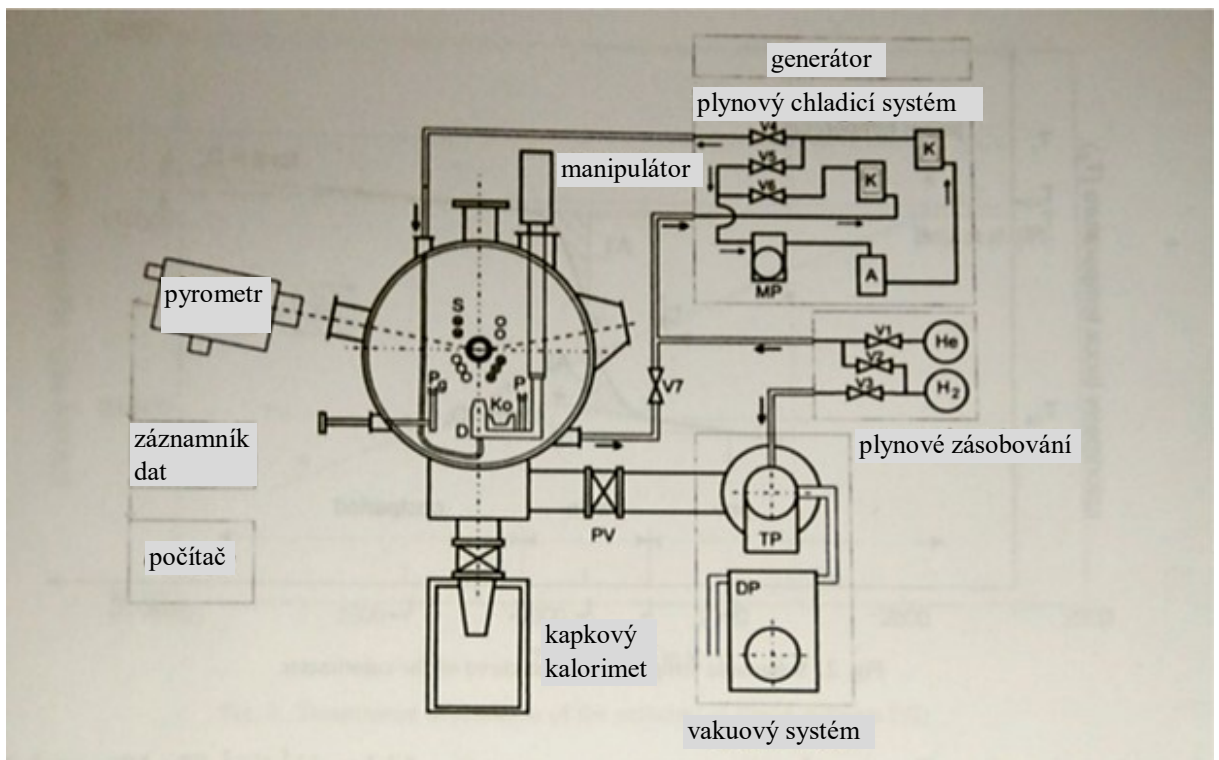 generátor
plynový chladicí systém
V4
K
V5
manipulátor
K
V6
MP
A
pyrometr
S
V1
He
V2
Pg
P
V7
V3
H2
Ko
D
záznamník
dat
plynové zásobování
PV
TP
počítač
DP
kapkový
kalorimet
vakuový systém